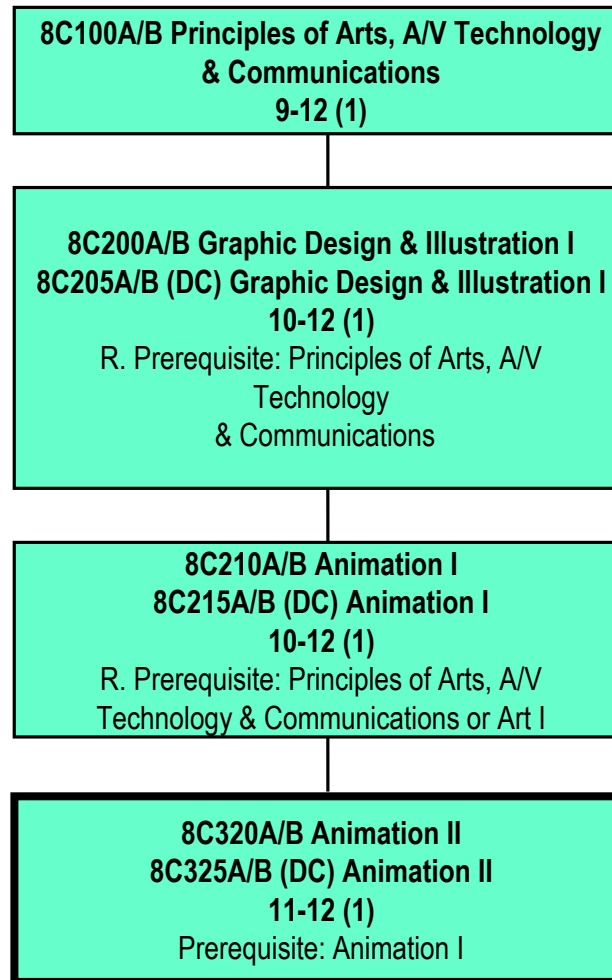 8C100A/B Principles of Arts, A/V Technology
& Communications
9-12 (1)
8C200A/B Graphic Design & Illustration I
8C205A/B (DC) Graphic Design & Illustration I
10-12 (1)
R. Prerequisite: Principles of Arts, A/V
Technology
& Communications
8C210A/B Animation I
8C215A/B (DC) Animation I
10-12 (1)
R. Prerequisite: Principles of Arts, A/V
Technology & Communications or Art I
8C320A/B Animation II
8C325A/B (DC) Animation II
11-12 (1)
Prerequisite: Animation I